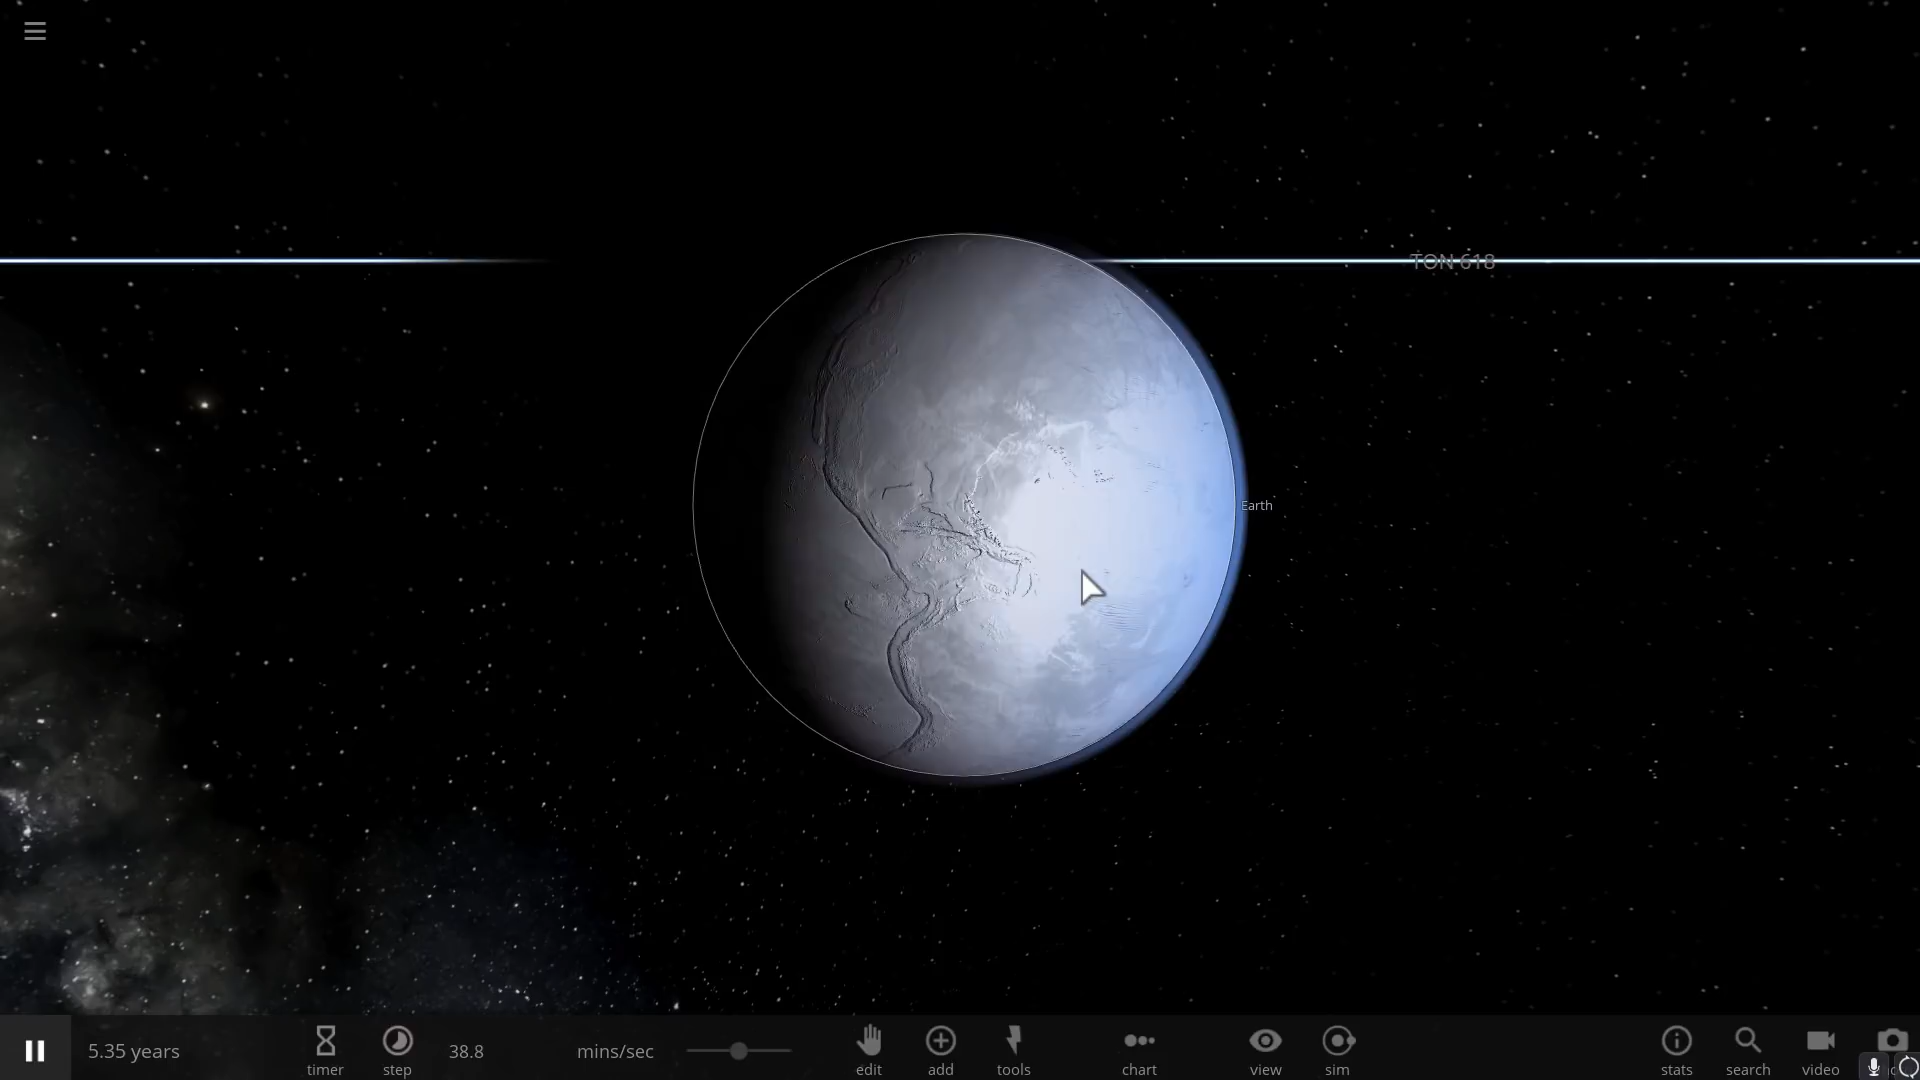 TON 618
Earth
5.35 years
timer
step
38.8
mins/sec
edit
add
tools
chart
view
sim
stats
search
video